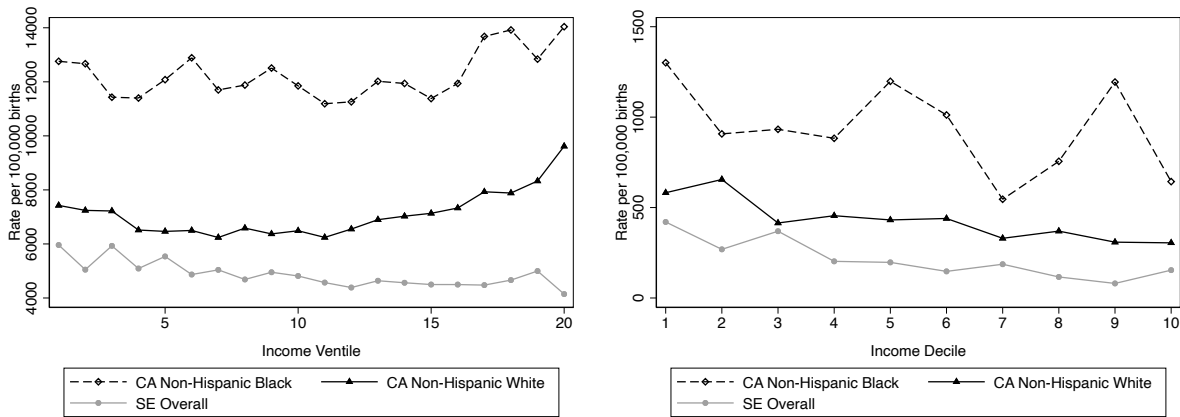 Rate per 100,000 births
14000
12000
10000
8000
6000
4000
5
10
15
20
Income Ventile
CA Non-Hispanic Black
CA Non-Hispanic White
SE Overall
Rate per 100,000 births
1500
1000
500
0
1
2
3
4
5
6
7
8
9
10
Income Decile
CA Non-Hispanic Black
CA Non-Hispanic White
SE Overall